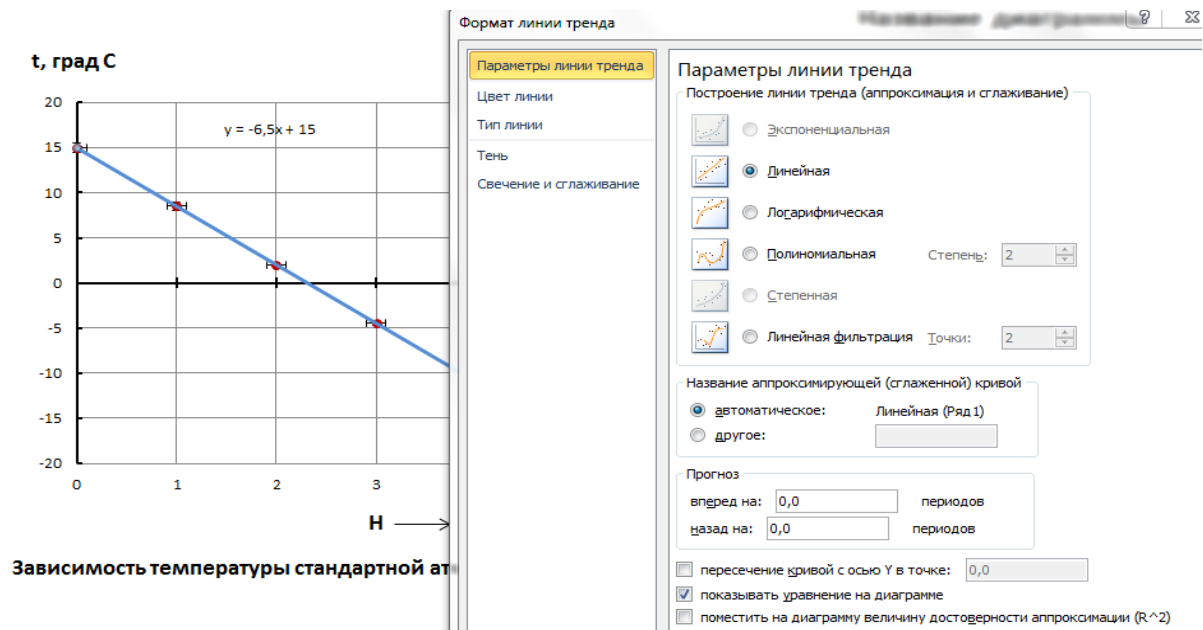 Формат линии тренда
t, град С
20
15
10
5
0
-5
-10
-15
-20
y = -6,5x + 15
0
1
2
3
H
Зависимость температуры стандартной ат
Параметры линии тренда
Цвет линии
Тип линии
Тень
Свечение и сглаживание
Параметры линии тренда
Построение линии тренда (аппроксимация и сглаживание)
Экспоненциальная
Линейная
Логарифмическая
Полиномиальная Степень: 2
Степенная
Линейная фильтрация Точки: 2
Название аппроксимирующей (сглаженной) кривой
автоматическое: Линейная (Ряд1)
другое:
Прогноз
вперед на: 0,0 периодов
назад на: 0,0 периодов
пересечение кривой с осью Y в точке: 0,0
показывать уравнение на диаграмме
поместить на диаграмму величину достоверности аппроксимации (R^2)